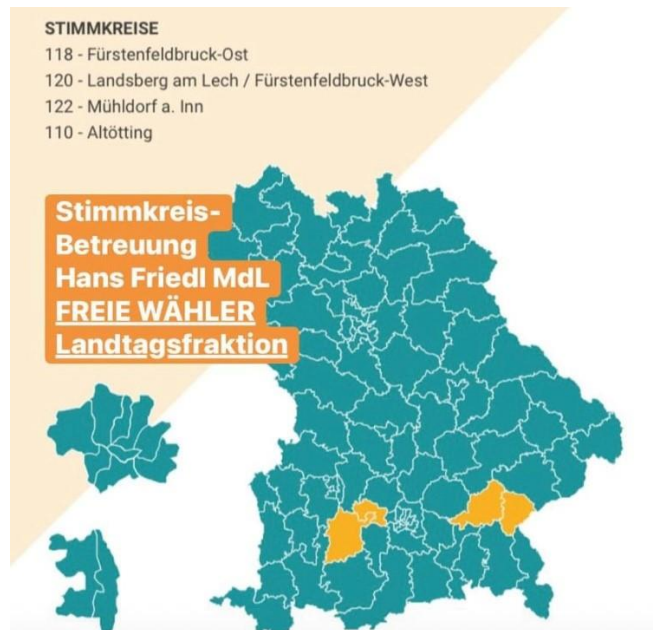 STIMMKREISE
118 - Fürstenfeldbruck-Ost
120 - Landsberg am Lech / Fürstenfeldbruck-West
122 - Mühldorf a. Inn
110 - Altötting
Stimmkreis-
Betreuung
Hans Friedl MdL
FREIE WÄHLER
Landtagsfraktion